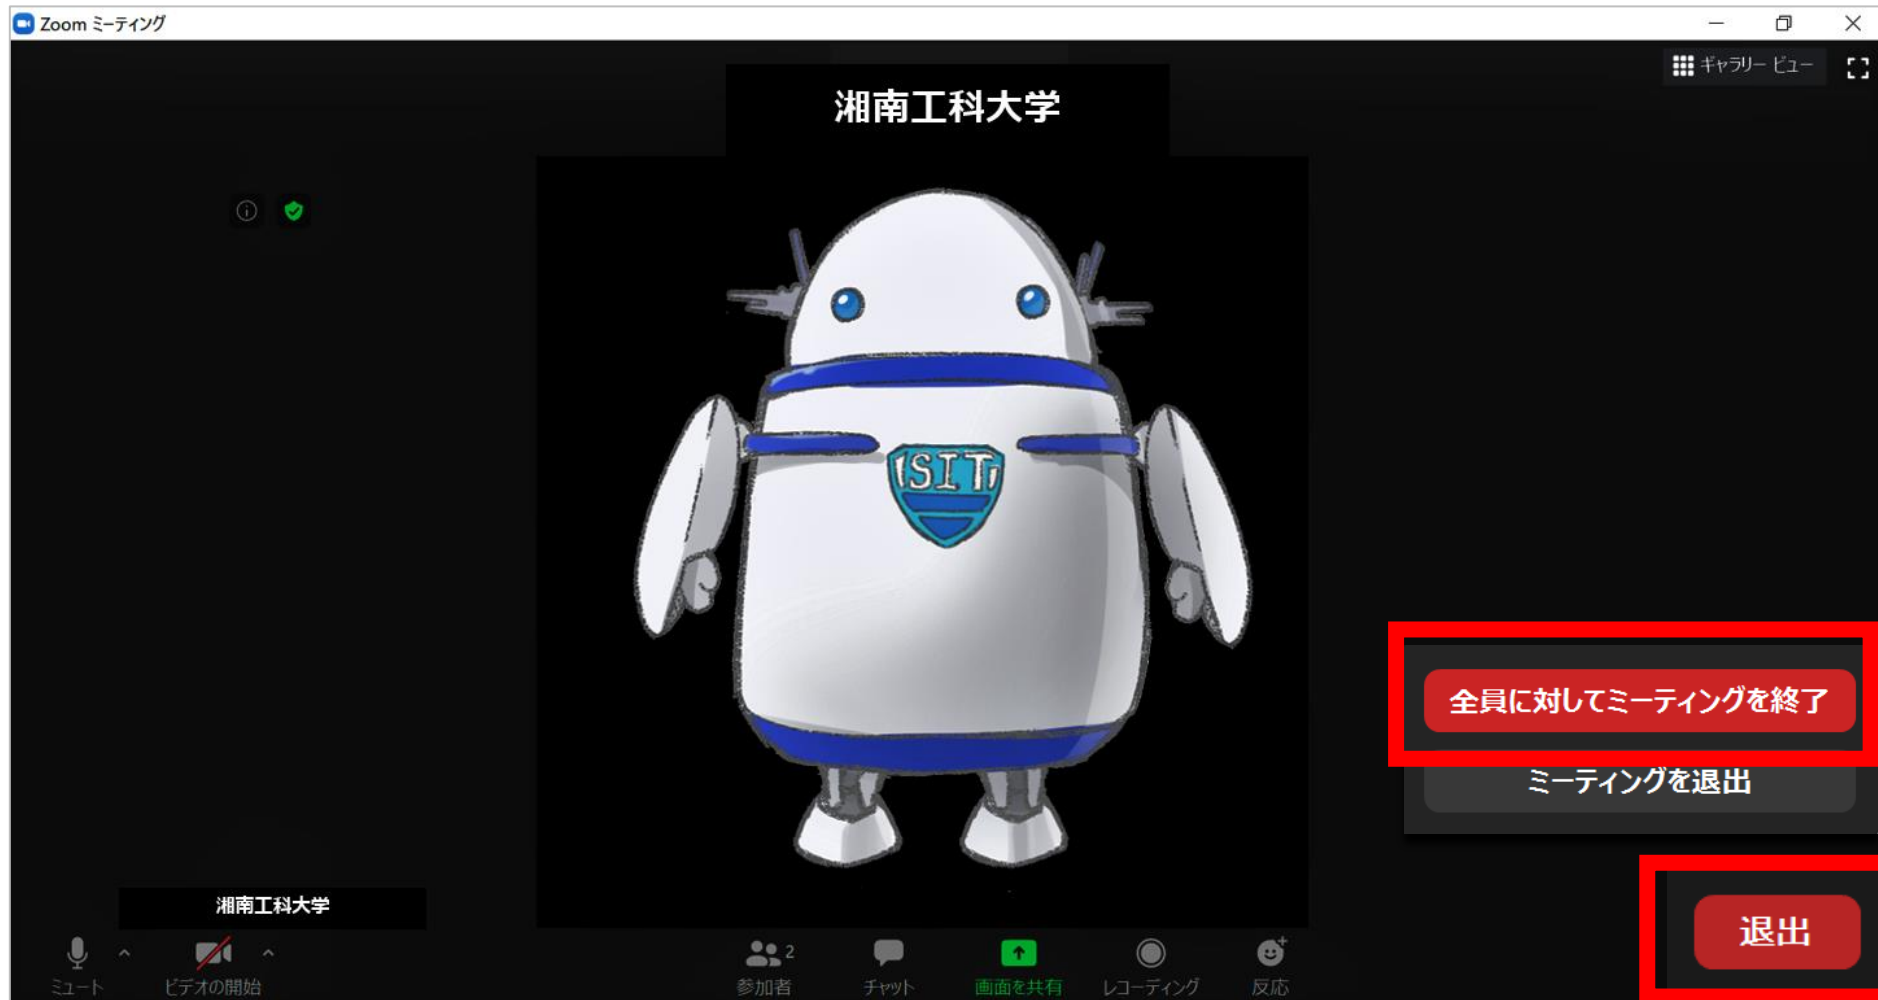 Zoom ミーティング
ギャラリー ビュー
湘南工科大学
SIT
全員に対してミーティングを終了
ミーティングを退出
湘南工科大学
退出
2
ミュート
ビデオの開始
参加者
チャット
画面を共有
レコーディング
反応